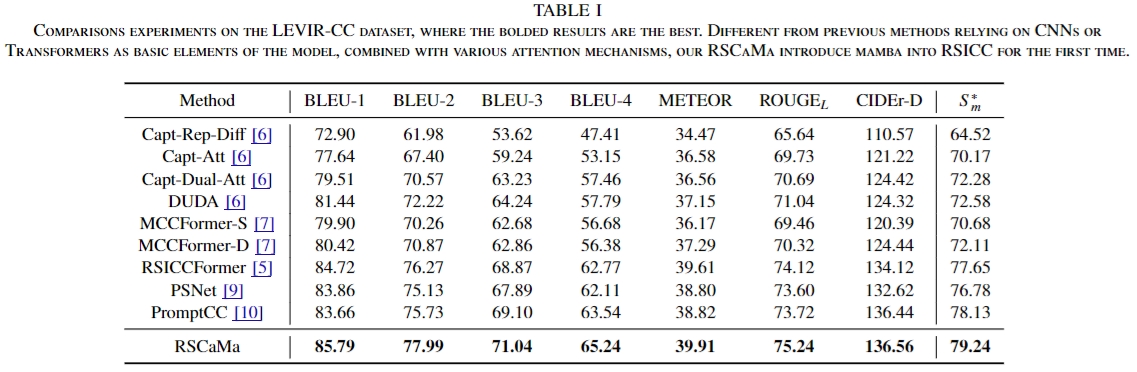 TABLE I
COMPARISONS EXPERIMENTS ON THE LEVIR-CC DATASET, WHERE THE BOLDED RESULTS ARE THE BEST. DIFFERENT FROM PREVIOUS METHODS RELYING ON CNNS OR
TRANSFORMERS AS BASIC ELEMENTS OF THE MODEL, COMBINED WITH VARIOUS ATTENTION MECHANISMS, OUR RSCAMA INTRODUCE MAMBA INTO RSICC FOR THE FIRST TIME.
Method BLEU-1 BLEU-2 BLEU-3 BLEU-4 METEOR ROUGE_L CIDEr-D S*_m
Capt-Rep-Diff [6] 72.90 61.98 53.62 47.41 34.47 65.64 110.57 64.52
Capt-Att [6] 77.64 67.40 59.24 53.15 36.58 69.73 121.22 70.17
Capt-Dual-Att [6] 79.51 70.57 63.23 57.46 36.56 70.69 124.42 72.28
DUDA [6] 81.44 72.22 64.24 57.79 37.15 71.04 124.32 72.58
MCCFormer-S [7] 79.90 70.26 62.68 56.68 36.17 69.46 120.39 70.68
MCCFormer-D [7] 80.42 70.87 62.86 56.38 37.29 70.32 124.44 72.11
RSICCFormer [5] 84.72 76.27 68.87 62.77 39.61 74.12 134.12 77.65
PSNet [9] 83.86 75.13 67.89 62.11 38.80 73.60 132.62 76.78
PromptCC [10] 83.66 75.73 69.10 63.54 38.82 73.72 136.44 78.13
RSCaMa 85.79 77.99 71.04 65.24 39.91 75.24 136.56 79.24